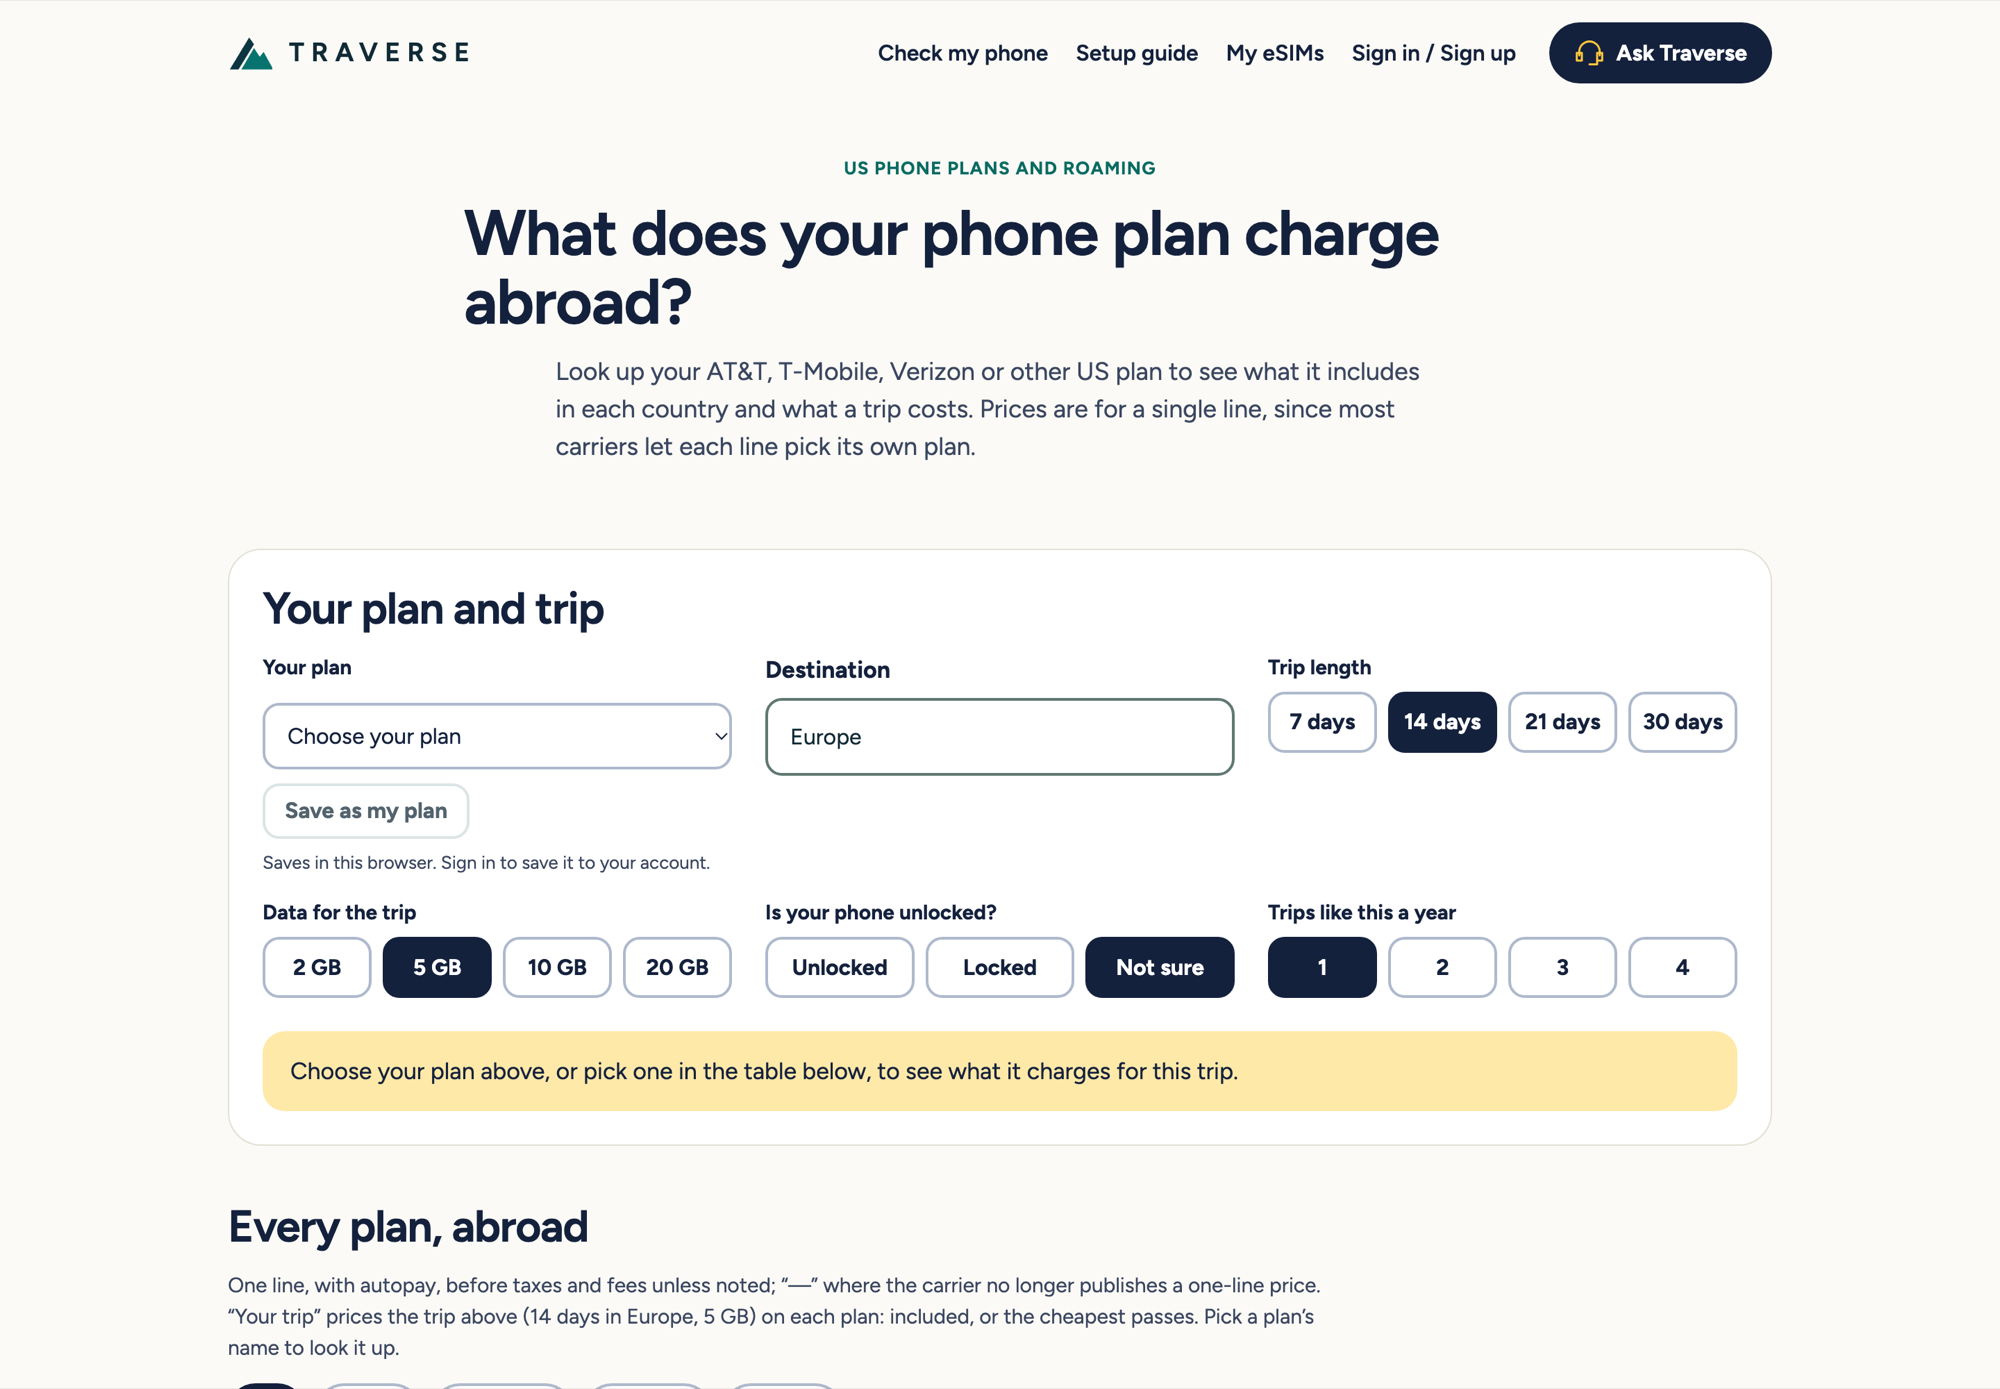 TRAVERSE
Check my phone
Setup guide
My eSIMs
Sign in / Sign up
Ask Traverse
US PHONE PLANS AND ROAMING
What does your phone plan charge
abroad?
Look up your AT&T, T-Mobile, Verizon or other US plan to see what it includes
in each country and what a trip costs. Prices are for a single line, since most
carriers let each line pick its own plan.
Your plan and trip
Your plan
Choose your plan
Save as my plan
Saves in this browser. Sign in to save it to your account.
Destination
Europe
Trip length
7 days
14 days
21 days
30 days
Data for the trip
2 GB
5 GB
10 GB
20 GB
Is your phone unlocked?
Unlocked
Locked
Not sure
Trips like this a year
1
2
3
4
Choose your plan above, or pick one in the table below, to see what it charges for this trip.
Every plan, abroad
One line, with autopay, before taxes and fees unless noted; “—” where the carrier no longer publishes a one-line price.
“Your trip” prices the trip above (14 days in Europe, 5 GB) on each plan: included, or the cheapest passes. Pick a plan’s
name to look it up.